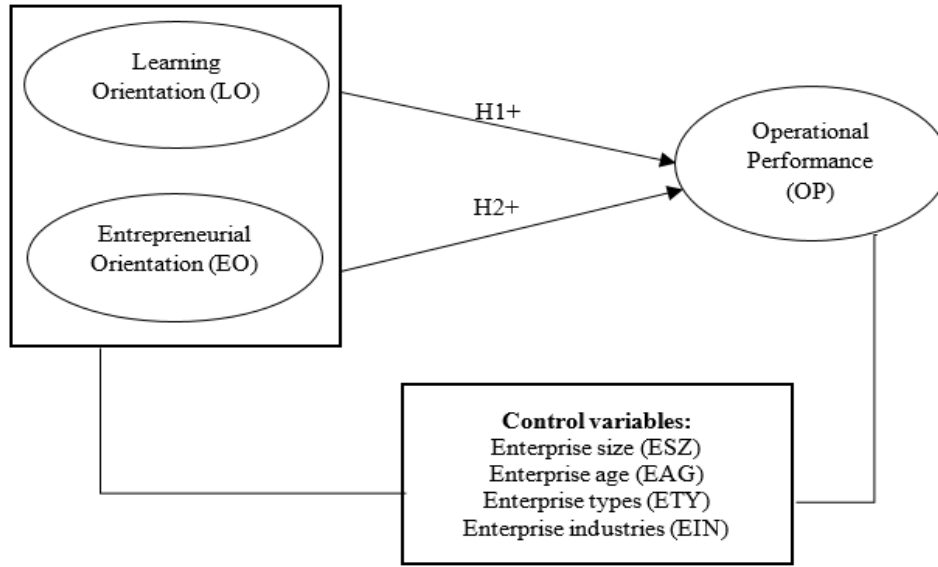 Learning
Orientation (LO)
H1+
Operational
Performance
(OP)
H2+
Entrepreneurial
Orientation (EO)
Control variables:
Enterprise size (ESZ)
Enterprise age (EAG)
Enterprise types (ETY)
Enterprise industries (EIN)